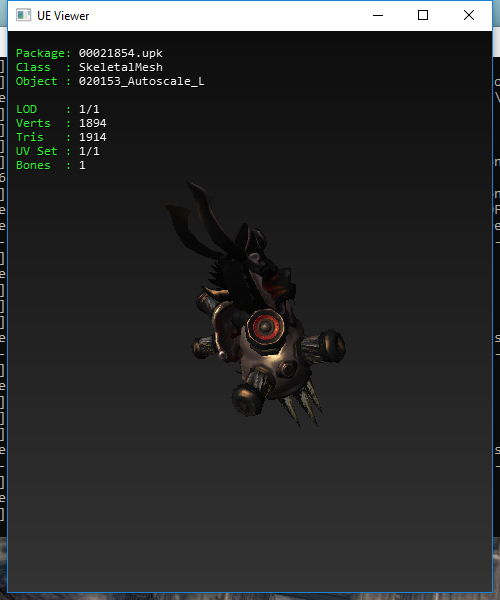 UE Viewer
Package: 00021854.upk
Class : SkeletalMesh
Object : 020153_Autoscale_L
LOD : 1/1
Verts : 1894
Tris : 1914
UV Set : 1/1
Bones : 1